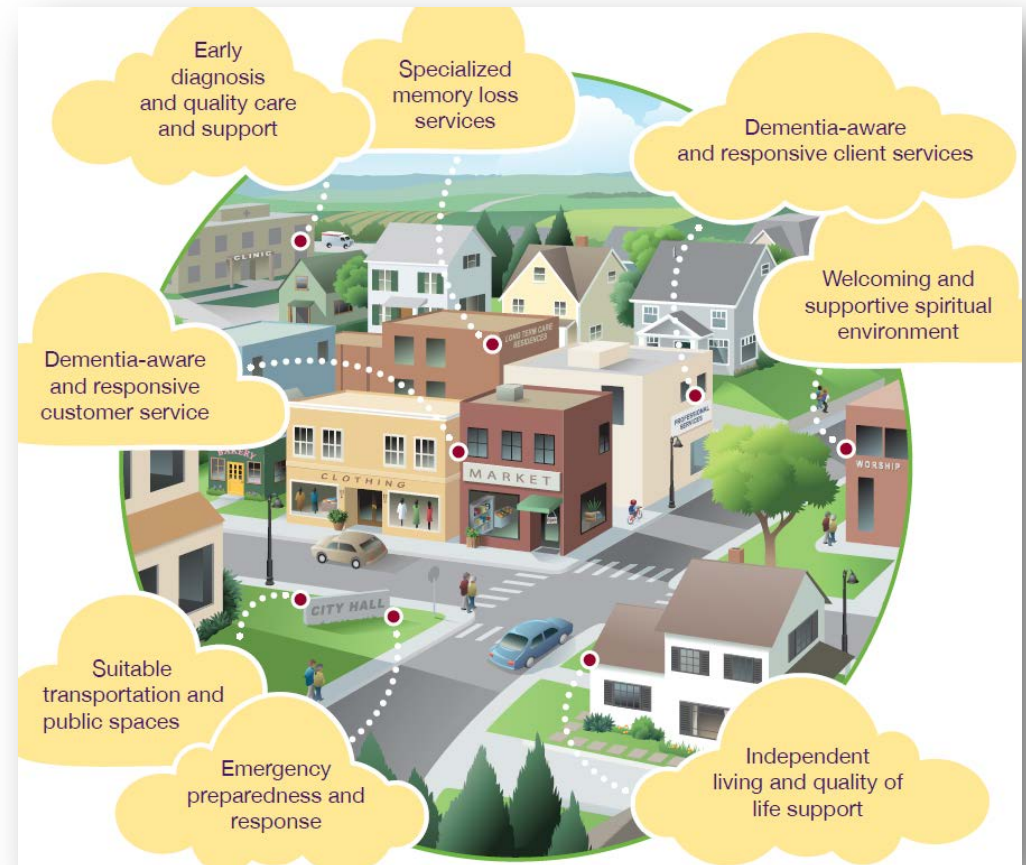 Early
diagnosis
and quality care
and support
Specialized
memory loss
services
Dementia-aware
and responsive client services
Welcoming and
supportive spiritual
environment
Dementia-aware
and responsive
customer service
Suitable
transportation and
public spaces
Emergency
preparedness and
response
Independent
living and quality of
life support
CLINIC
LONG TERM CARE
RESIDENCES
PROFESSIONAL
SERVICES
WORSHIP
BAKERY
CLOTHING
MARKET
CITY HALL